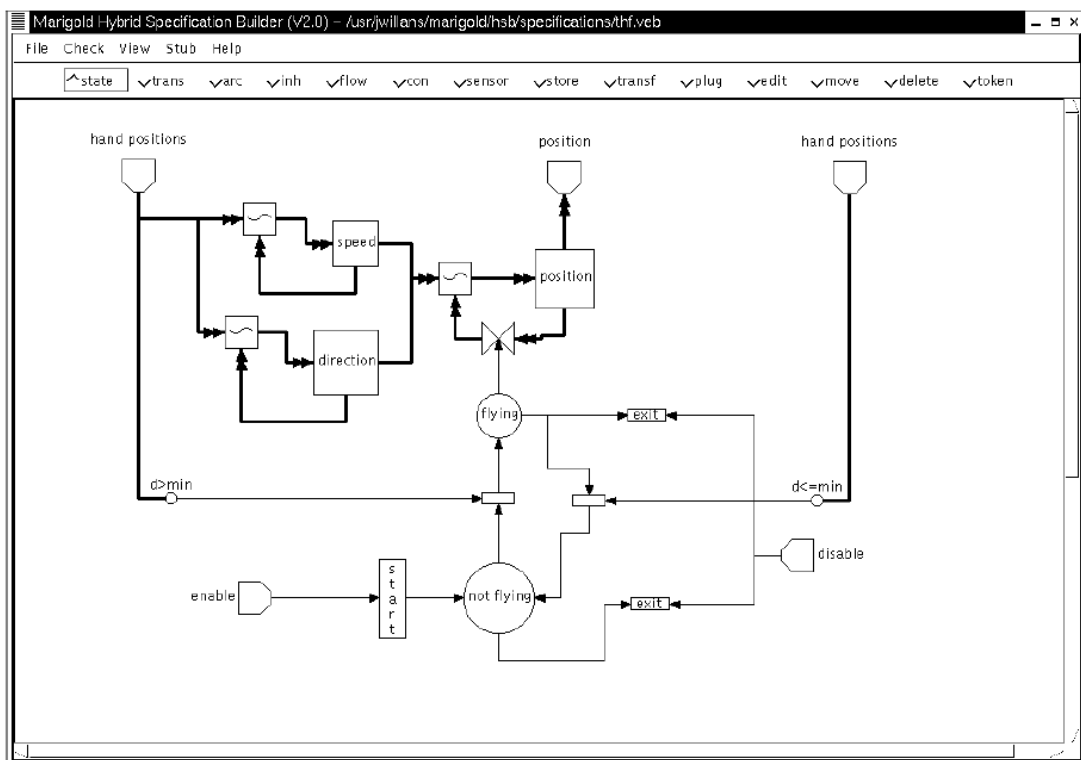 Marigold Hybrid Specification Builder (V2.0) – /usr/jwillans/marigold/hsb/specifications/thf.veb
File Check View Stub Help
state trans arc inh flow con sensor store transf plug edit move delete token
hand positions
position
hand positions
speed
position
direction
flying
exit
d>min
d<=min
disable
enable
start
not flying
exit